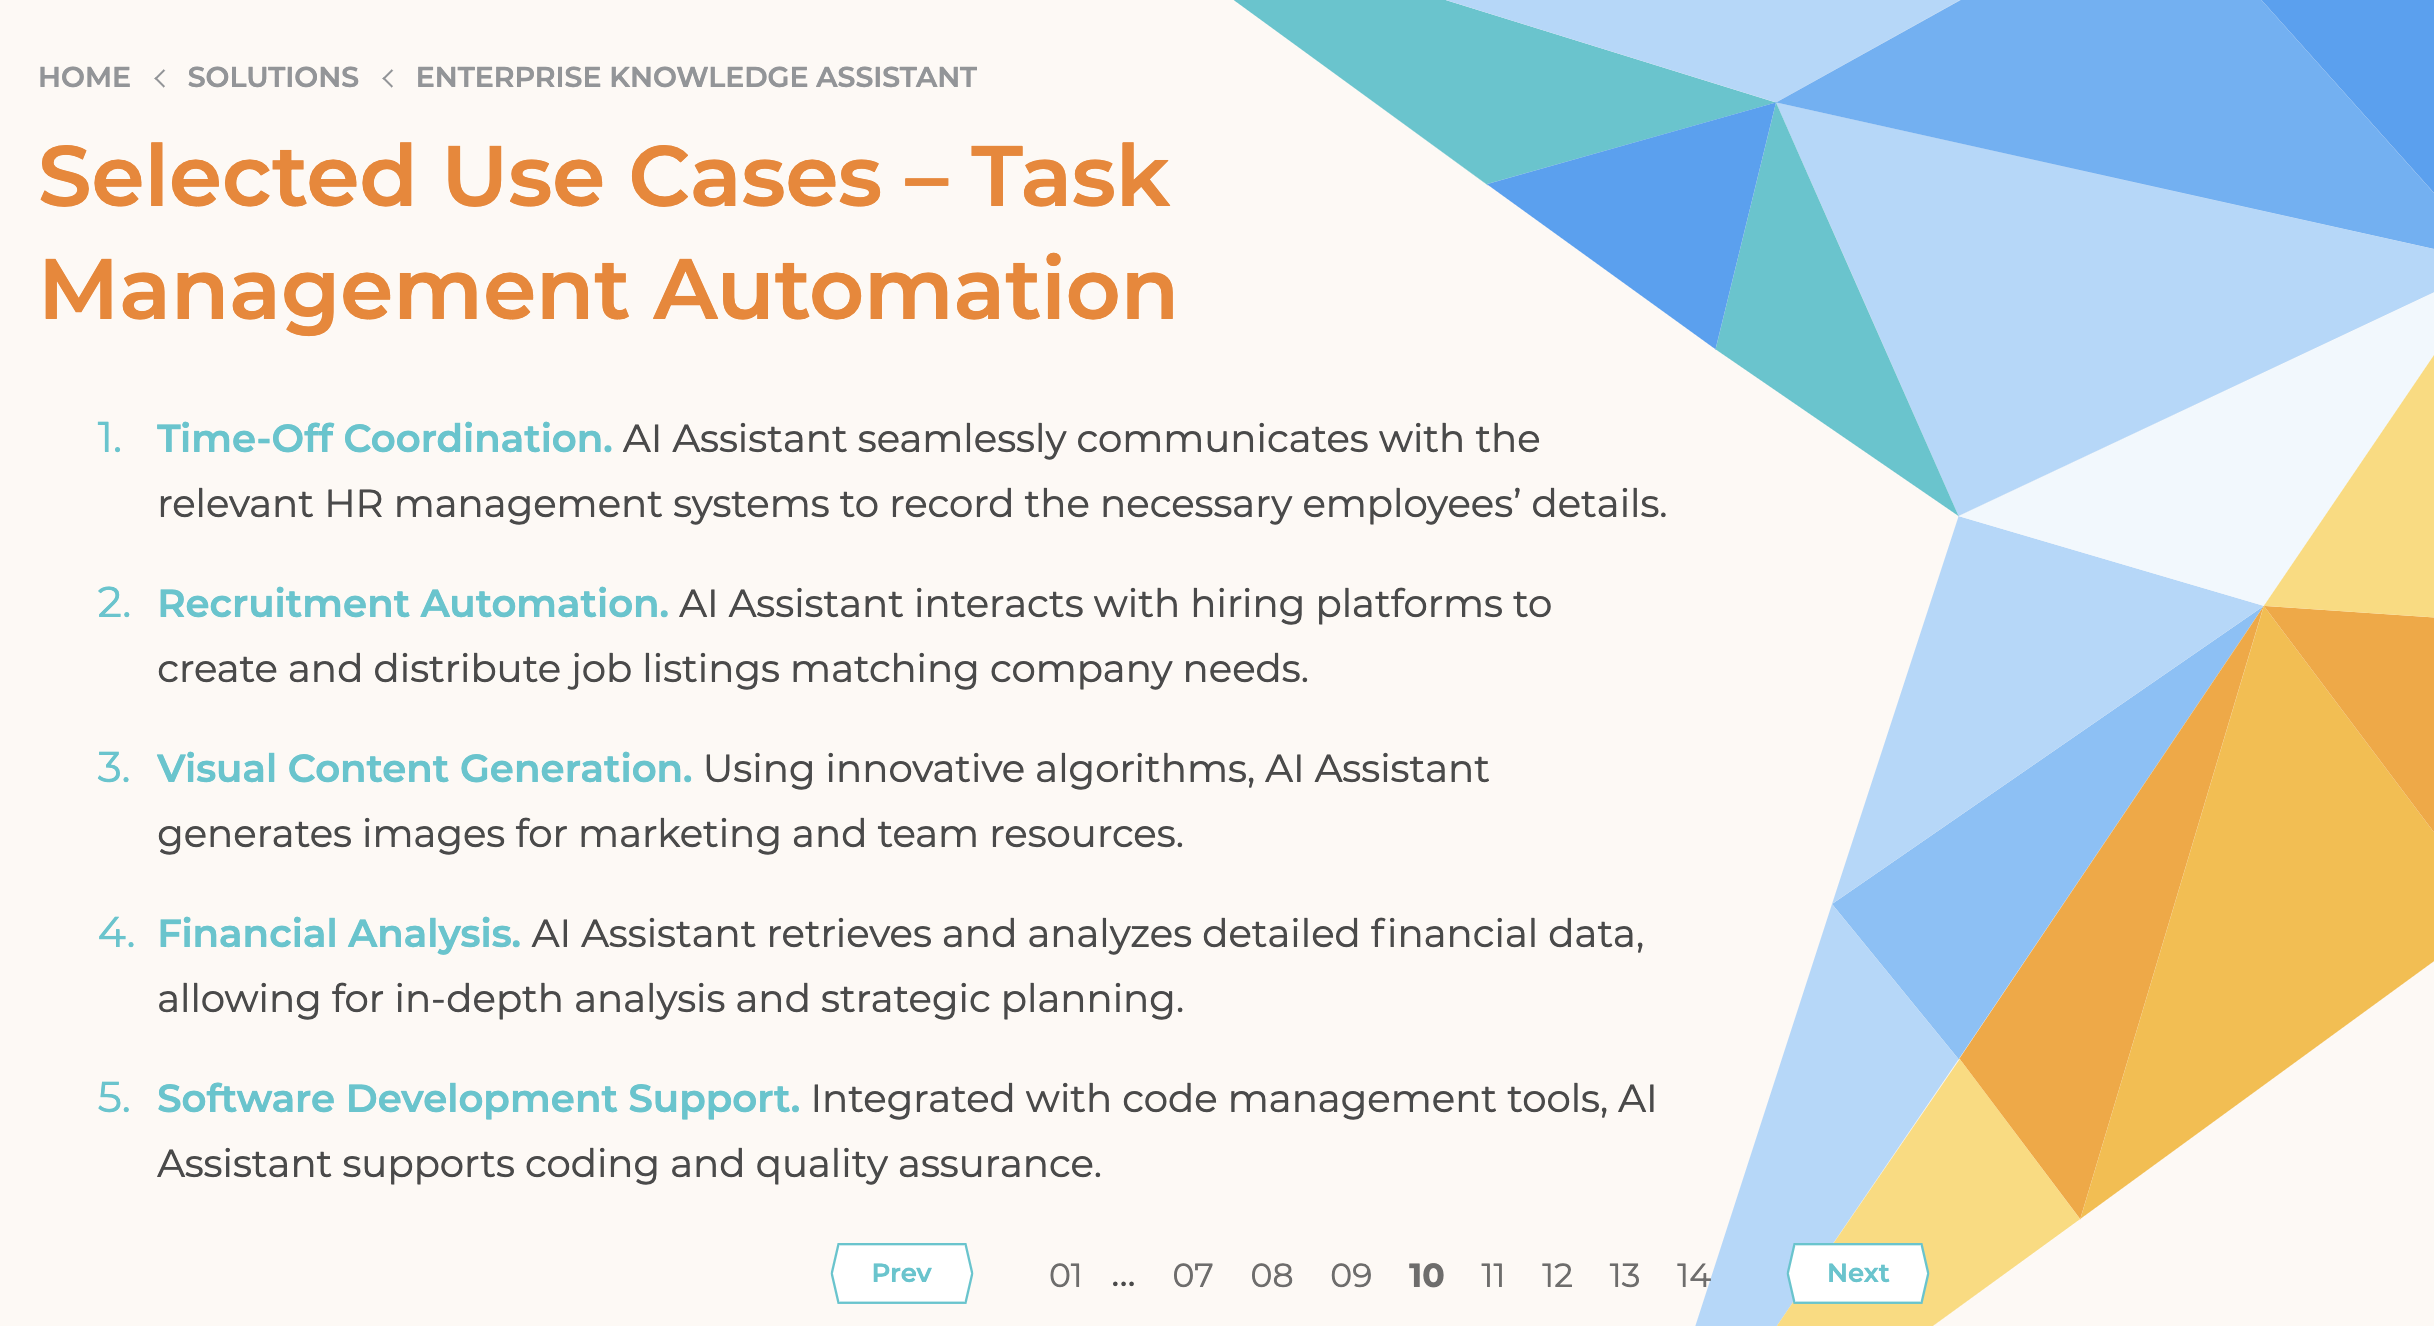 HOME < SOLUTIONS < ENTERPRISE KNOWLEDGE ASSISTANT
Selected Use Cases – Task
Management Automation
1. Time-Off Coordination. AI Assistant seamlessly communicates with the
relevant HR management systems to record the necessary employees’ details.
2. Recruitment Automation. AI Assistant interacts with hiring platforms to
create and distribute job listings matching company needs.
3. Visual Content Generation. Using innovative algorithms, AI Assistant
generates images for marketing and team resources.
4. Financial Analysis. AI Assistant retrieves and analyzes detailed financial data,
allowing for in-depth analysis and strategic planning.
5. Software Development Support. Integrated with code management tools, AI
Assistant supports coding and quality assurance.
Prev 01 ... 07 08 09 10 11 12 13 14 Next